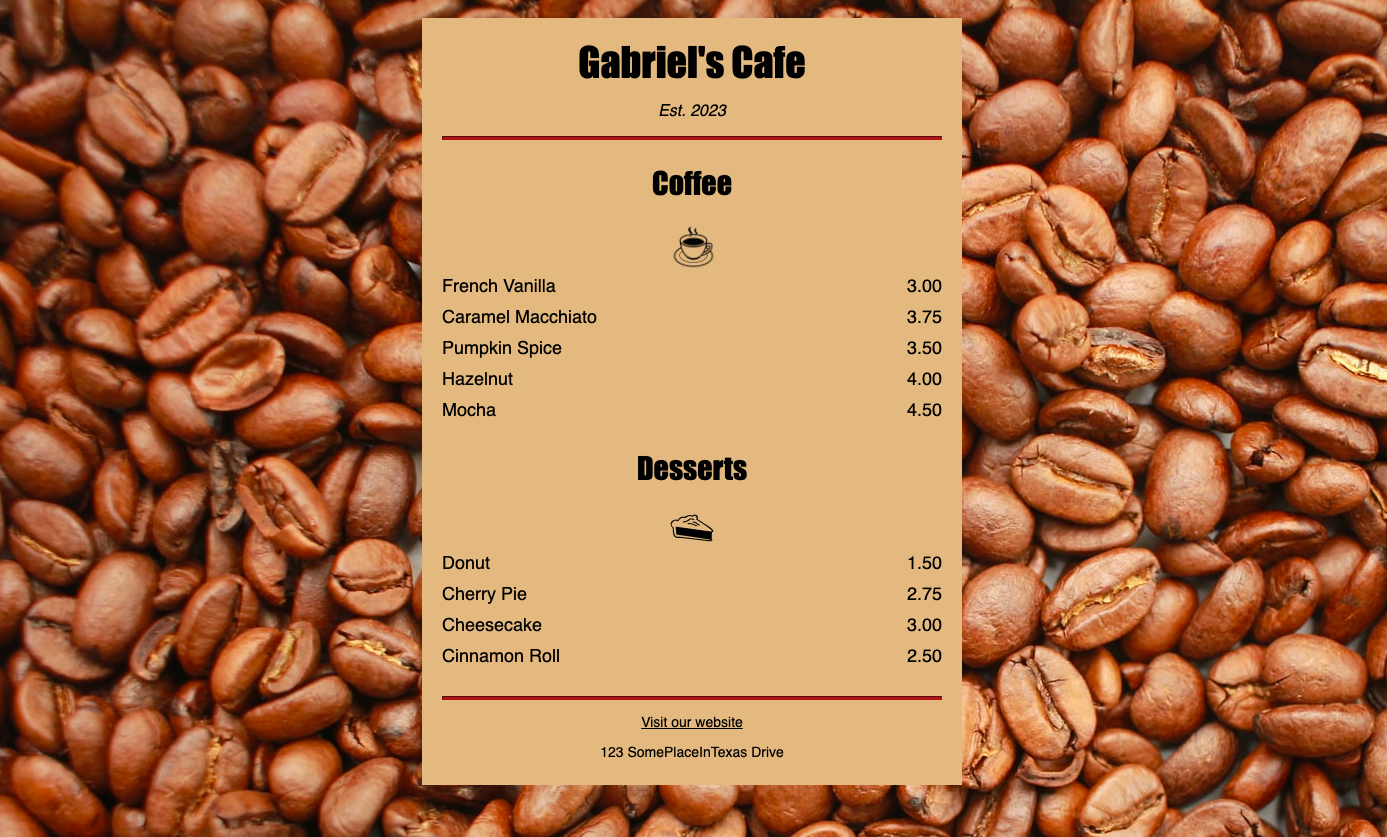 Gabriel's Cafe
Est. 2023
Coffee
French Vanilla 3.00
Caramel Macchiato 3.75
Pumpkin Spice 3.50
Hazelnut 4.00
Mocha 4.50
Desserts
Donut 1.50
Cherry Pie 2.75
Cheesecake 3.00
Cinnamon Roll 2.50
Visit our website
123 SomePlaceInTexas Drive